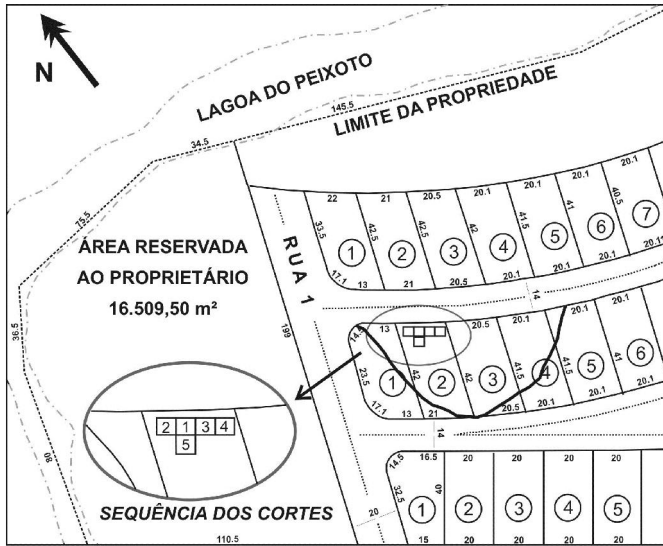 N
LAGOA DO PEIXOTO
145.5
LIMITE DA PROPRIEDADE
34.5
75.5
36.5
80
ÁREA RESERVADA
AO PROPRIETÁRIO
16.509,50 m²
RUA 1
199
22 21 20.5 20.1 20.1 20.1 20.1
33.5 42.5 42.5 42 41.5 41 40.5
1 2 3 4 5 6 7
17.1 13 21 20.5 20.1 20.1 20.1 20.1
14
14.5 13 20.5 20.1
23.5 42 42 41.5 41.5 41
1 2 3 4 5 6
17.1 13 21 20.5 20.1 20.1 20.1
14
2 1 3 4
5
SEQUÊNCIA DOS CORTES
110.5
20
14.5 16.5 20 20 20 20
32.5 40
1 2 3 4 5
15 20 20 20 20